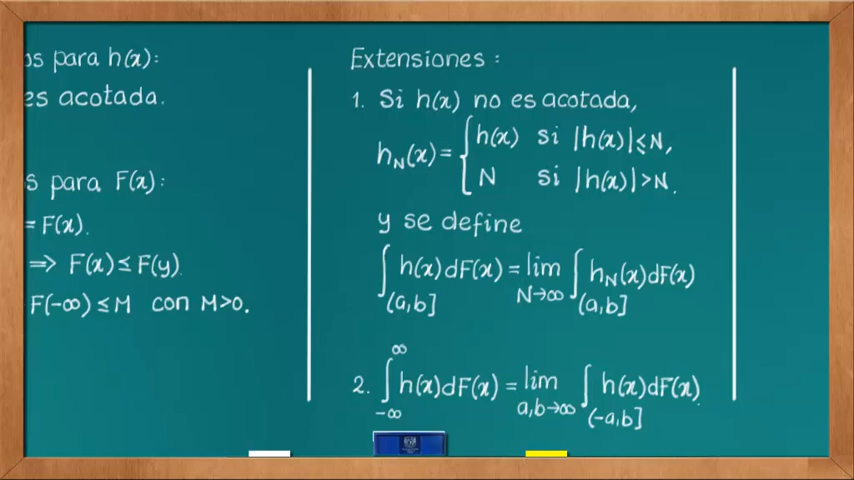 os para h(x):
es acotada.
s para F(x):
= F(x).
⇒ F(x) ≤ F(y)
F(-∞) ≤ M con M>0.
Extensiones :
1. Si h(x) no es acotada,
h_N(x) = { h(x) si |h(x)| ≤ N,
N si |h(x)| > N.
y se define
∫_(a,b] h(x)dF(x) = lim_{N→∞} ∫_(a,b] h_N(x)dF(x)
2. ∫_{-∞}^{∞} h(x)dF(x) = lim_{a,b→∞} ∫_(-a,b] h(x)dF(x).